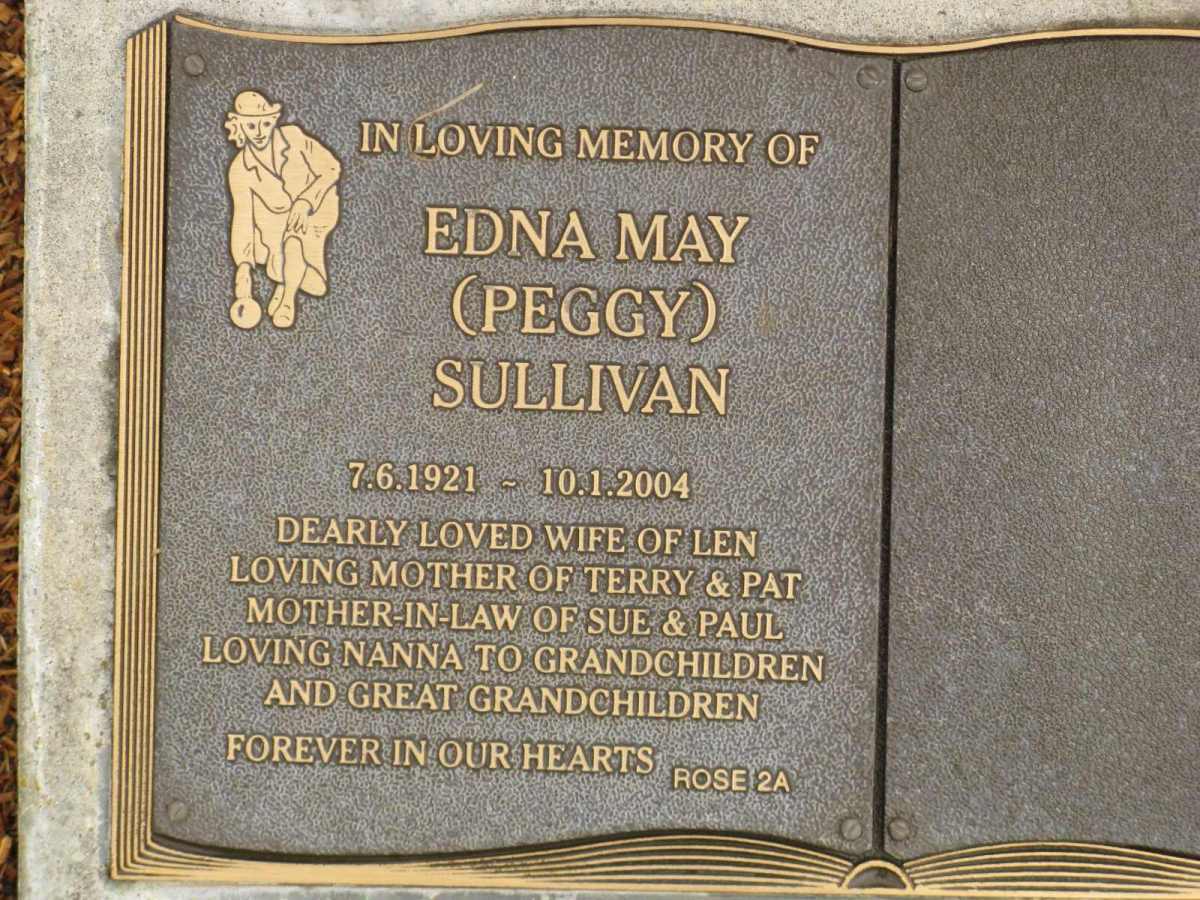 IN LOVING MEMORY OF
EDNA MAY
(PEGGY)
SULLIVAN
7.6.1921 ~ 10.1.2004
DEARLY LOVED WIFE OF LEN
LOVING MOTHER OF TERRY & PAT
MOTHER-IN-LAW OF SUE & PAUL
LOVING NANNA TO GRANDCHILDREN
AND GREAT GRANDCHILDREN
FOREVER IN OUR HEARTS
ROSE 2A